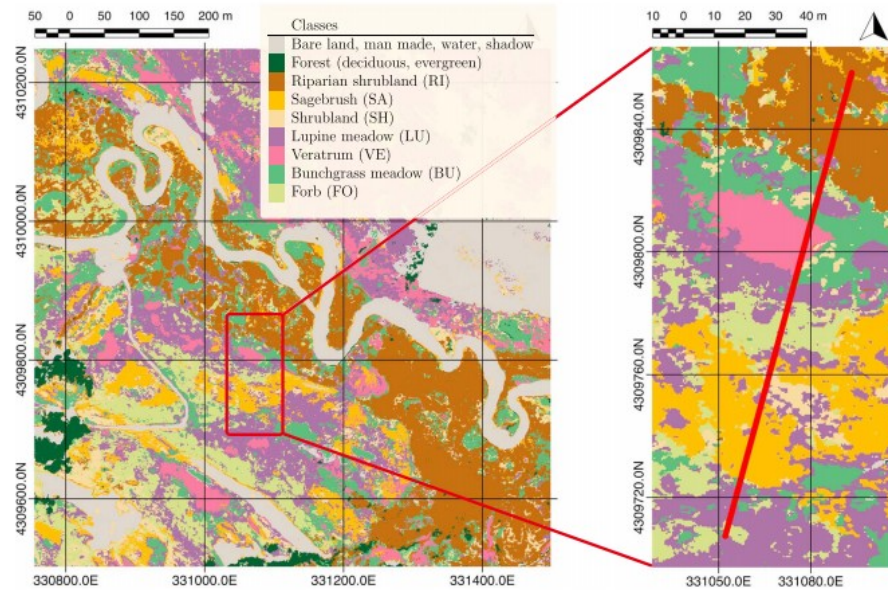 50 0 50 100 150 200 m
Classes
Bare land, man made, water, shadow
Forest (deciduous, evergreen)
Riparian shrubland (RI)
Sagebrush (SA)
Shrubland (SH)
Lupine meadow (LU)
Veratrum (VE)
Bunchgrass meadow (BU)
Forb (FO)
4310200.0N
4310000.0N
4309800.0N
4309600.0N
330800.0E 331000.0E 331200.0E 331400.0E
10 0 10 20 30 40 m
4309840.0N
4309800.0N
4309760.0N
4309720.0N
331050.0E 331080.0E